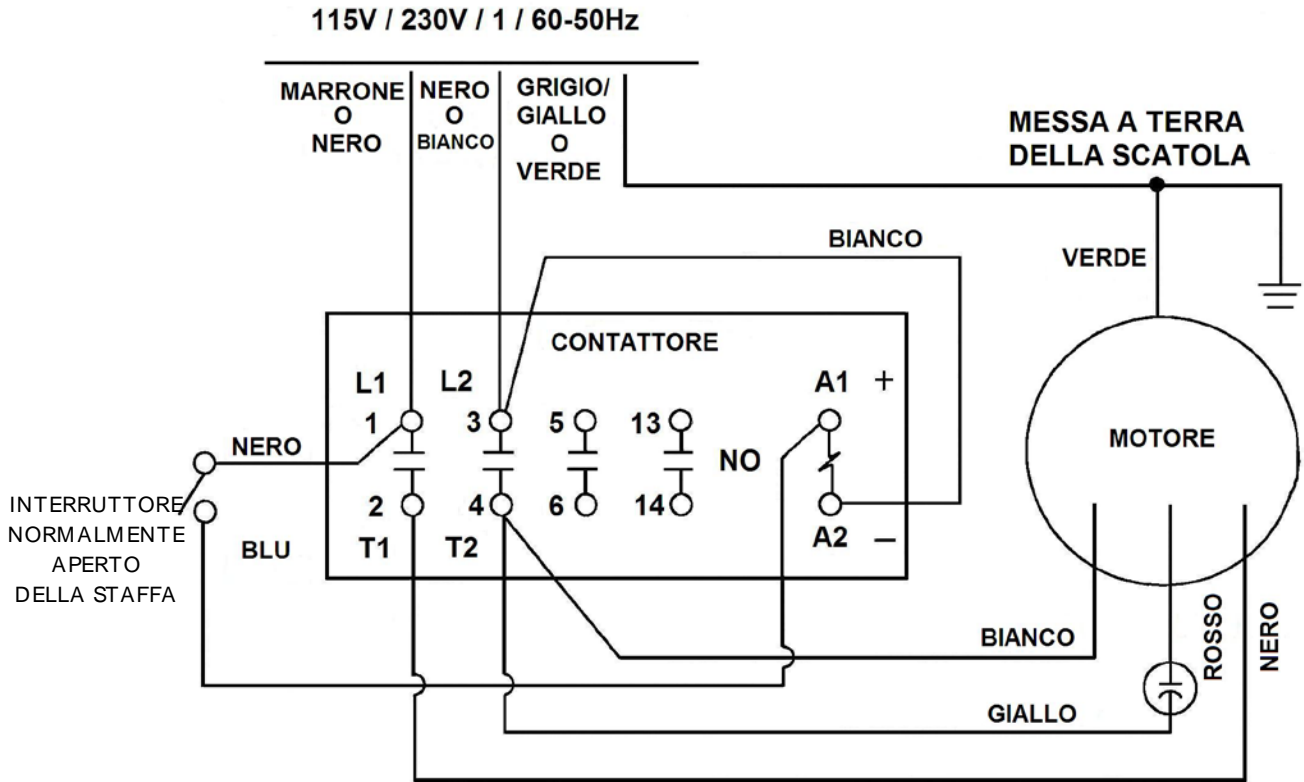 115V / 230V / 1 / 60-50Hz
MARRONE
O
NERO
NERO
O
BIANCO
GRIGIO/
GIALLO
O
VERDE
MESSA A TERRA
DELLA SCATOLA
BIANCO
VERDE
CONTATTORE
L1
L2
A1 +
1
3
5
13
NO
NERO
MOTORE
INTERRUTTORE
NORMALMENTE
APERTO
DELLA STAFFA
2
4
6
14
BLU
T1
T2
A2 –
BIANCO
ROSSO
NERO
GIALLO